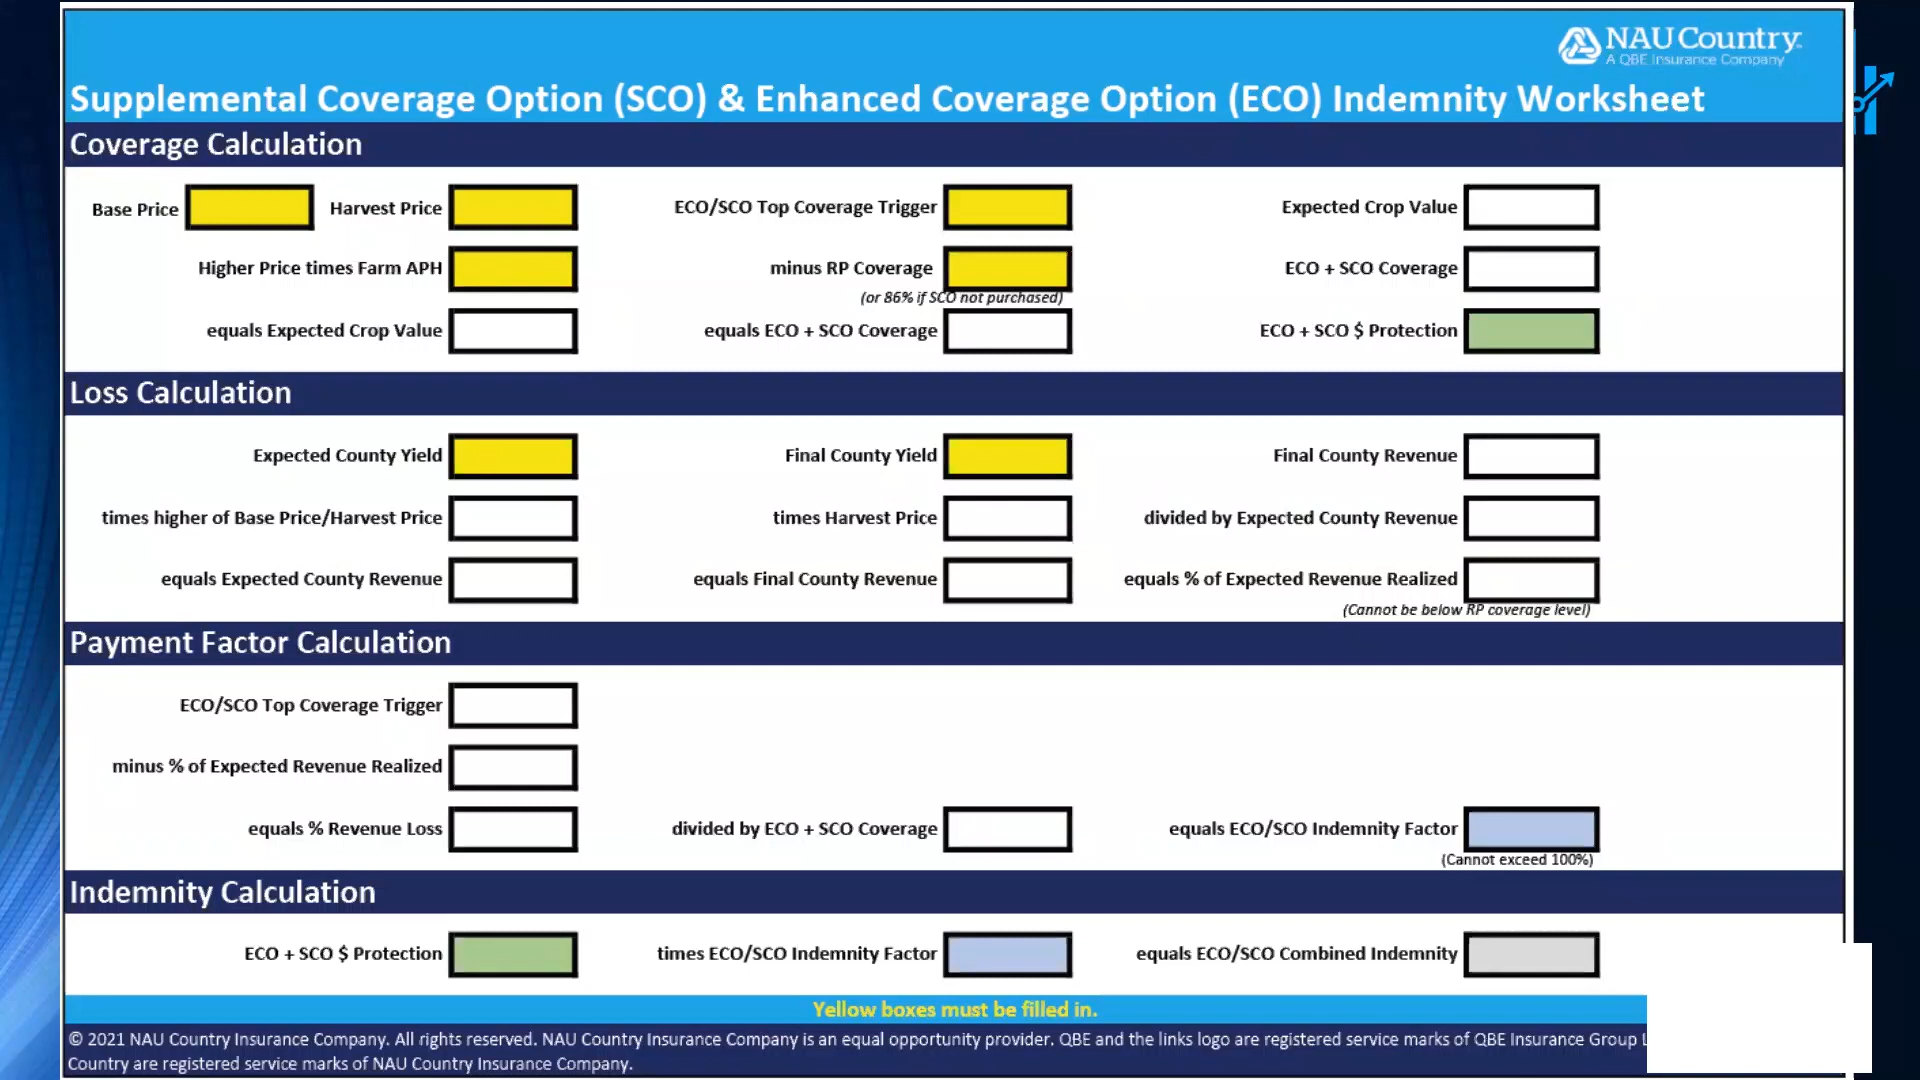 NAU Country
A QBE Insurance Company
Supplemental Coverage Option (SCO) & Enhanced Coverage Option (ECO) Indemnity Worksheet
Coverage Calculation
Base Price Harvest Price ECO/SCO Top Coverage Trigger Expected Crop Value
Higher Price times Farm APH minus RP Coverage ECO + SCO Coverage
(or 86% if SCO not purchased)
equals Expected Crop Value equals ECO + SCO Coverage ECO + SCO $ Protection
Loss Calculation
Expected County Yield Final County Yield Final County Revenue
times higher of Base Price/Harvest Price times Harvest Price divided by Expected County Revenue
equals Expected County Revenue equals Final County Revenue equals % of Expected Revenue Realized
(Cannot be below RP coverage level)
Payment Factor Calculation
ECO/SCO Top Coverage Trigger
minus % of Expected Revenue Realized
equals % Revenue Loss divided by ECO + SCO Coverage equals ECO/SCO Indemnity Factor
(Cannot exceed 100%)
Indemnity Calculation
ECO + SCO $ Protection times ECO/SCO Indemnity Factor equals ECO/SCO Combined Indemnity
Yellow boxes must be filled in.
© 2021 NAU Country Insurance Company. All rights reserved. NAU Country Insurance Company is an equal opportunity provider. QBE and the links logo are registered service marks of QBE Insurance Group
Country are registered service marks of NAU Country Insurance Company.